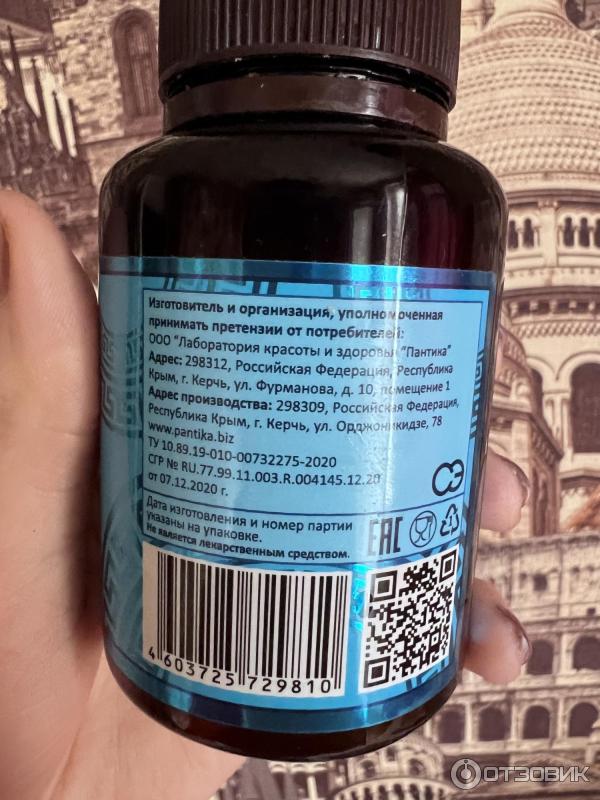 Изготовитель и организация, уполномоченная
принимать претензии от потребителей:
ООО "Лаборатория красоты и здоровья "Пантика"
Адрес: 298312, Российская Федерация, Республика
Крым, г. Керчь, ул. Фурманова, д. 10, помещение 1
Адрес производства: 298309, Российская Федерация,
Республика Крым, г. Керчь, ул. Орджоникидзе, 78
www.pantika.biz
ТУ 10.89.19-010-00732275-2020
СГР № RU.77.99.11.003.R.004145.12.20
от 07.12.2020 г.
Дата изготовления и номер партии
указаны на упаковке.
Не является лекарственным средством.
EAC
4 603725 729810
ОТЗОВИК